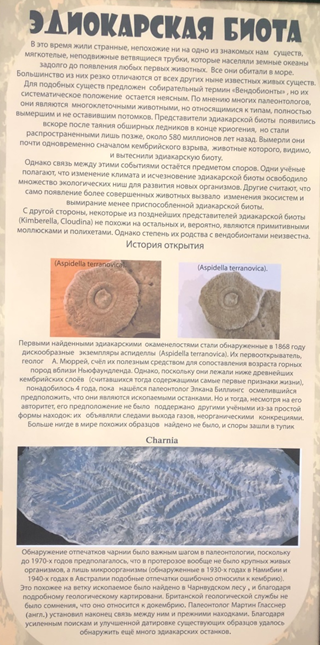 ЭДИОКАРСКАЯ БИОТА
В это время жили странные, непохожие ни на одно из знакомых нам существ,
мягкотелые, неподвижные ветвящиеся трубки, которые населяли земные океаны
задолго до появления любых первых животных. Все они обитали в море.
Большинство из них резко отличаются от всех других ныне известных живых существ.
Для подобных существ предложен собирательный термин «Вендобионты» , но их
систематическое положение остается неясным. По мнению многих палеонтологов,
они являются многоклеточными животными, но относящимися к типам, полностью
вымершим и не оставившим потомков. Представители эдиокарской биоты появились
вскоре после таяния обширных ледников в конце криогения, но стали
распространенными лишь позже, около 580 миллионов лет назад. Вымерли они
почти одновременно сначалом кембрийского взрыва, животные которого, видимо,
и вытеснили эдиакарскую биоту.
Однако связь между этими событиями остаётся предметом споров. Одни учёные
полагают, что изменение климата и исчезновение эдиакарской биоты освободило
множество экологических ниш для развития новых организмов. Другие считают, что
само появление более совершенных животных вызвало изменения экосистем и
вымирание менее приспособленной эдиакарской биоты.
С другой стороны, некоторые из позднейших представителей эдиакарской биоты
(Kimberella, Cloudina) не похожи на остальных и, вероятно, являются примитивными
моллюсками и полихетами. Однако степень их родства с вендобионтами неизвестна.
История открытия
(Aspidella terranovica)
(Aspidella terranovica).
Первыми найденными эдиакарскими окаменелостями стали обнаруженные в 1868 году
дискообразные экземпляры аспиделлы (Aspidella terranovica). Их первооткрыватель,
геолог А. Мюррей, счёл их полезным средством для сопоставления возраста горных
пород вблизи Ньюфаундленда. Однако, поскольку они лежали ниже древнейших
кембрийских слоёв (считавшихся тогда содержащими самые первые признаки жизни),
понадобилось 4 года, пока нашёлся палеонтолог Элкана Биллингс осмелившийся
предположить, что они являются ископаемыми останками. Но и тогда, несмотря на его
авторитет, его предположение не было поддержано другими учёными из-за простой
формы находок: их объявляли следами выхода газов, неорганическими конкрециями.
Больше нигде в мире похожих образцов найдено не было, и споры зашли в тупик
Charnia
Обнаружение отпечатков чарнии было важным шагом в палеонтологии, поскольку
до 1970-х годов предполагалось, что в протерозое вообще не было крупных живых
организмов, а лишь микроорганизмы (обнаруженные в 1930-х годах в Намибии и
1940-х годах в Австралии подобные отпечатки ошибочно относили к кембрию).
Это похожее на ветку ископаемое было найдено в Чарнвудском лесу , и благодаря
подробному геологическому картировани. Британской геологической службы не
было сомнения, что оно относится к докембрию. Палеонтолог Мартин Глосснер
(англ.) установил наконец связь между ним и прежними находками. Благодаря
усиленным поискам и улучшенной датировке существующих образцов удалось
обнаружить ещё много эдиакарских останков.